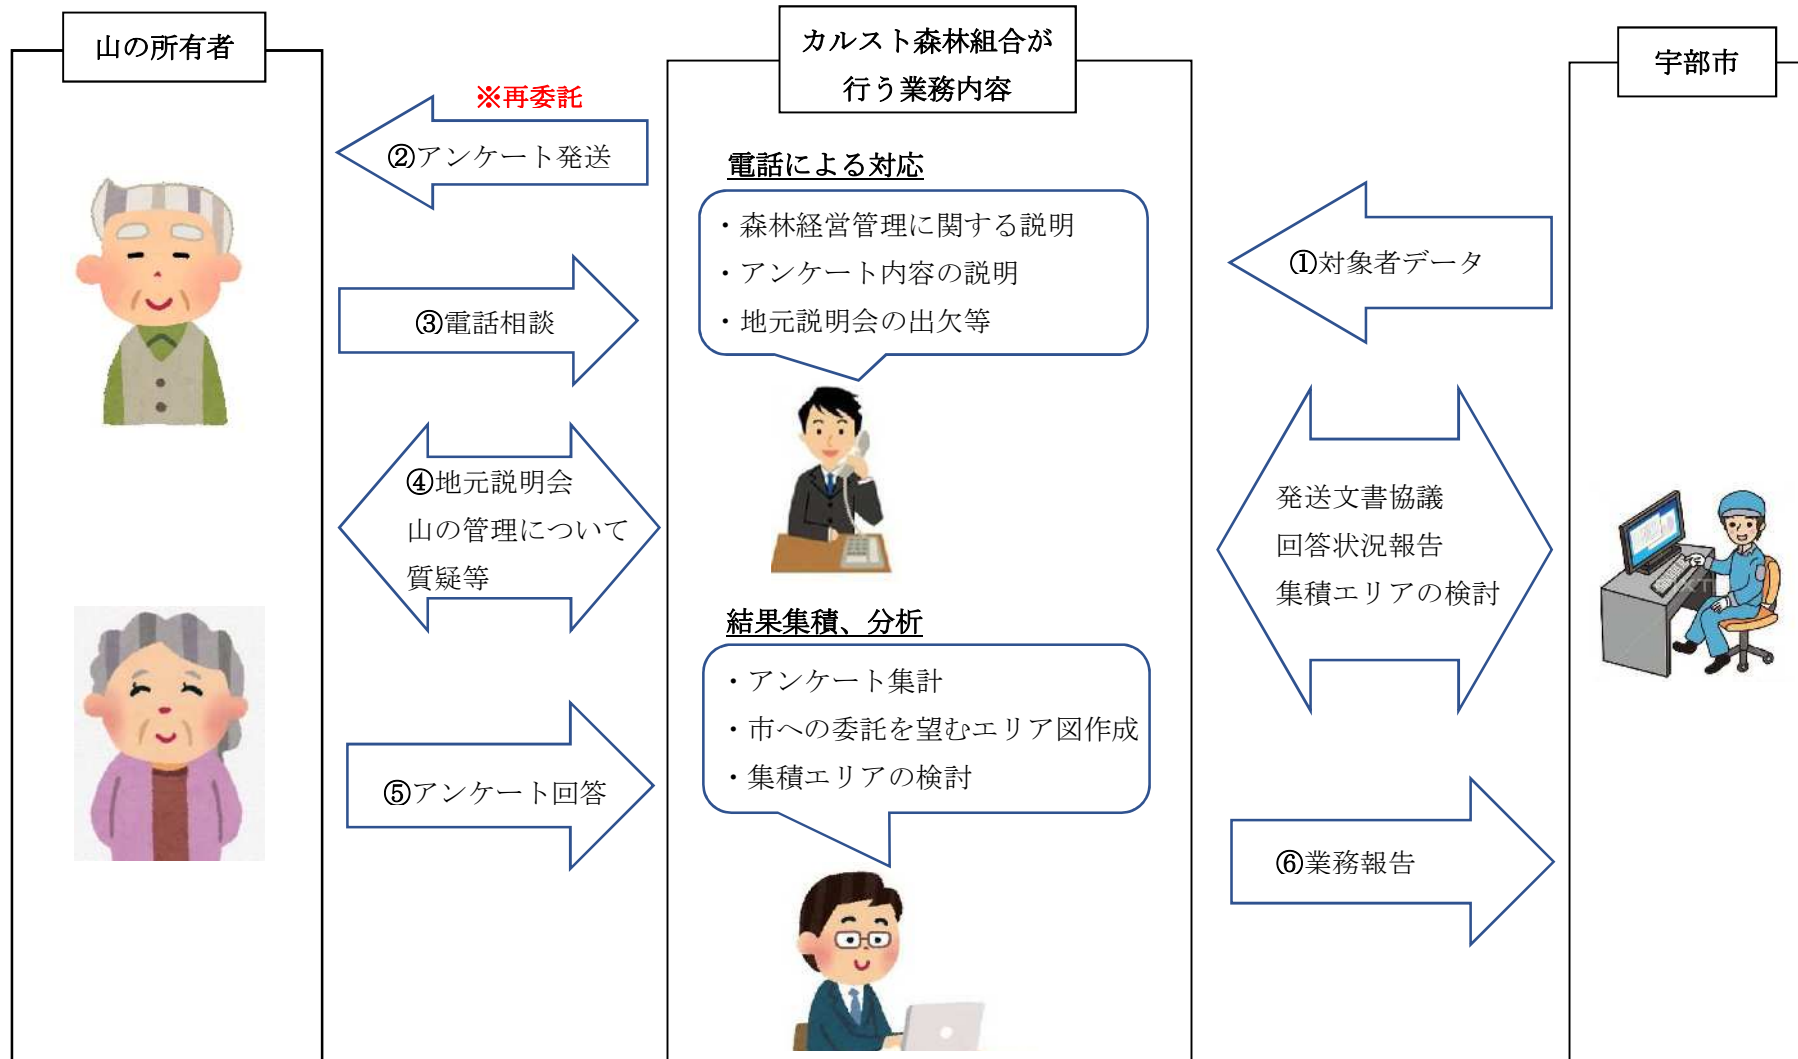 山の所有者
※再委託
②アンケート発送
③電話相談
④地元説明会
山の管理について
質疑等
⑤アンケート回答
カルスト森林組合が
行う業務内容
電話による対応
・森林経営管理に関する説明
・アンケート内容の説明
・地元説明会の出欠等
結果集積、分析
・アンケート集計
・市への委託を望むエリア図作成
・集積エリアの検討
宇部市
①対象者データ
発送文書協議
回答状況報告
集積エリアの検討
⑥業務報告